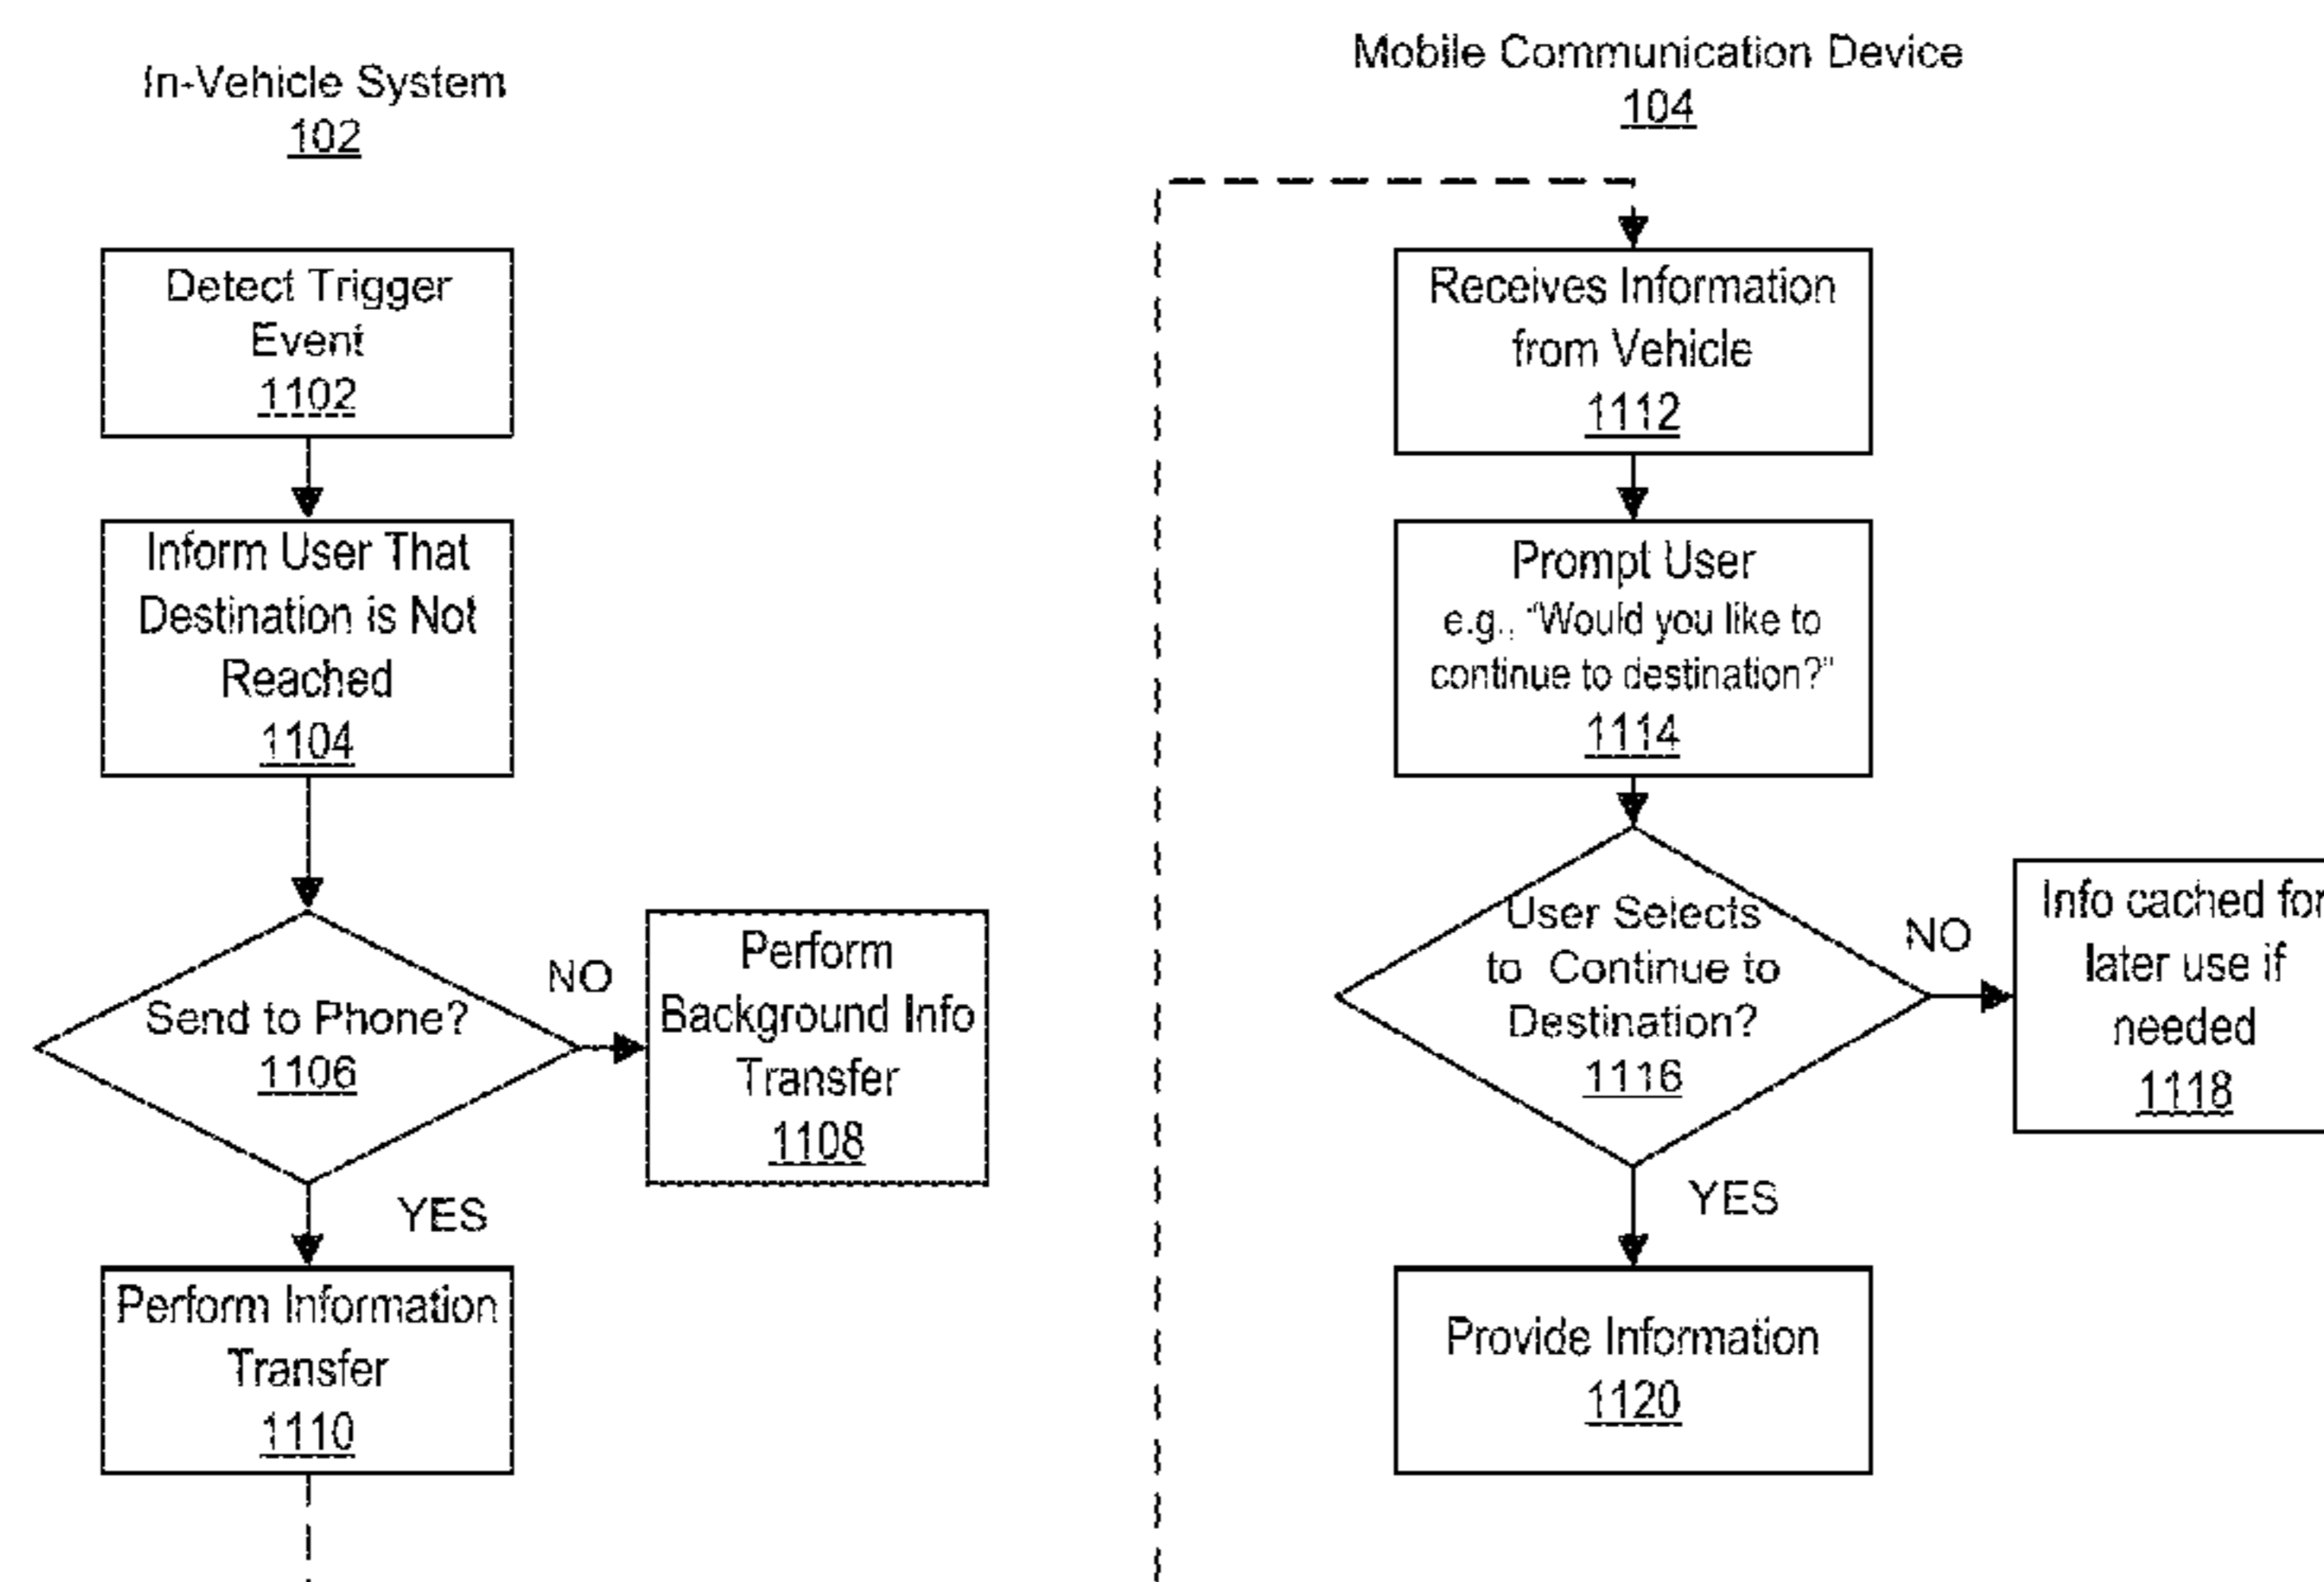 In-Vehicle System
102
Detect Trigger
Event
1102
Inform User That
Destination is Not
Reached
1104
Send to Phone?
1106
NO
Perform
Background Info
Transfer
1108
YES
Perform Information
Transfer
1110
Mobile Communication Device
104
Receives Information
from Vehicle
1112
Prompt User
e.g., "Would you like to
continue to destination?"
1114
User Selects
to Continue to
Destination?
1116
NO
Info cached for
later use if
needed
1118
YES
Provide Information
1120